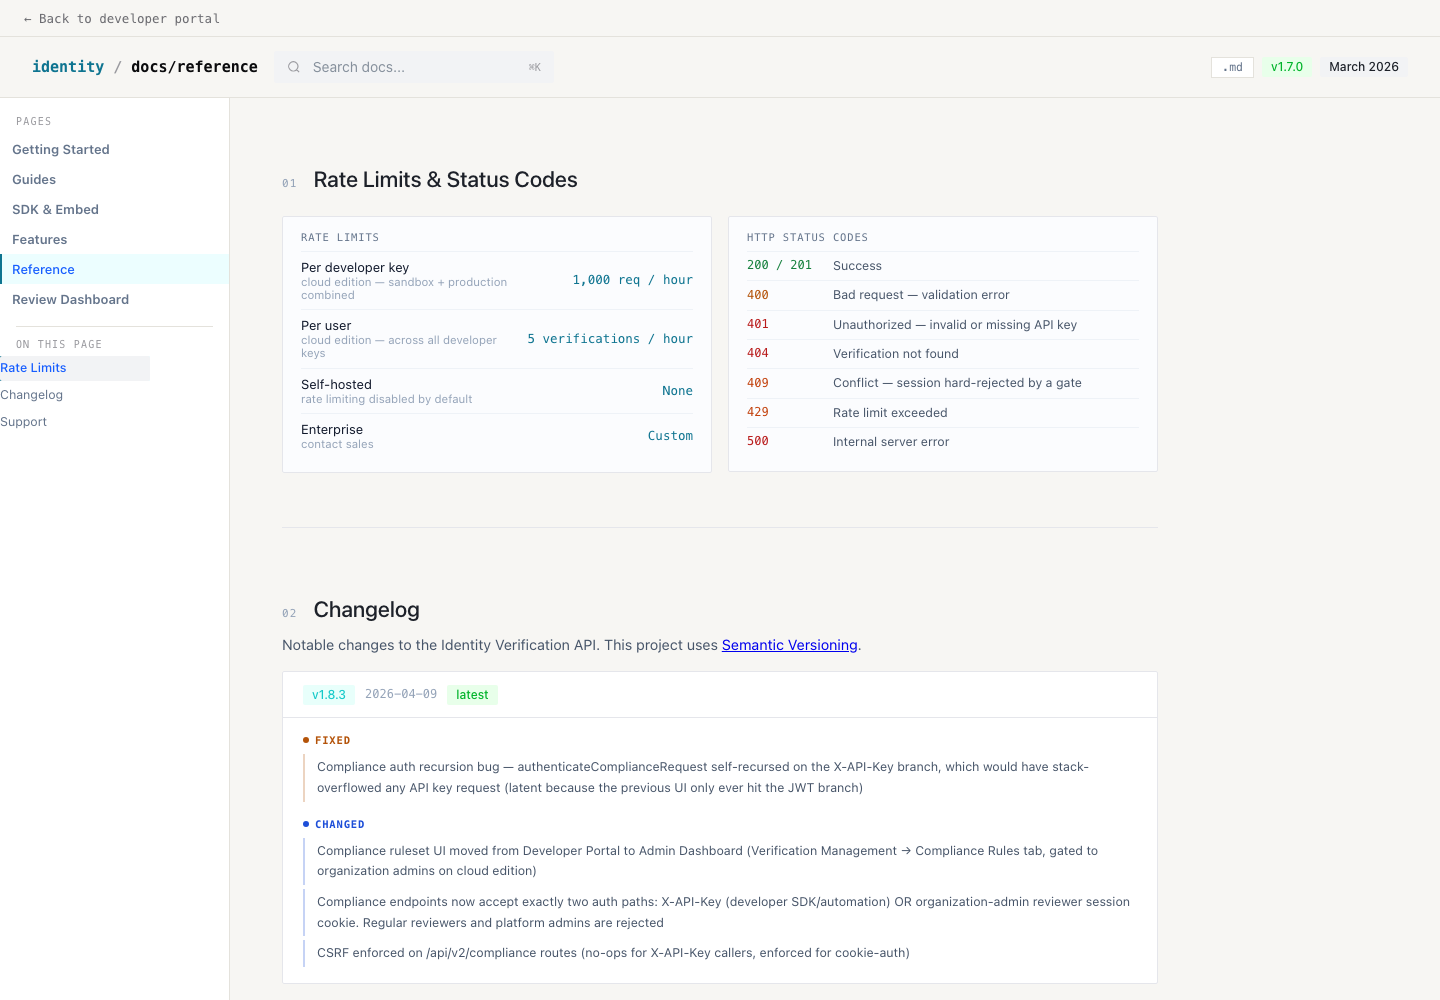 ← Back to developer portal
identity / docs/reference
Search docs...
⌘K
.md
v1.7.0
March 2026
PAGES
Getting Started
Guides
SDK & Embed
Features
Reference
Review Dashboard
ON THIS PAGE
Rate Limits
Changelog
Support
01 Rate Limits & Status Codes
RATE LIMITS
Per developer key
cloud edition — sandbox + production
combined
1,000 req / hour
Per user
cloud edition — across all developer
keys
5 verifications / hour
Self-hosted
rate limiting disabled by default
None
Enterprise
contact sales
Custom
HTTP STATUS CODES
200 / 201 Success
400 Bad request — validation error
401 Unauthorized — invalid or missing API key
404 Verification not found
409 Conflict — session hard-rejected by a gate
429 Rate limit exceeded
500 Internal server error
02 Changelog
Notable changes to the Identity Verification API. This project uses Semantic Versioning.
v1.8.3 2026-04-09 latest
FIXED
Compliance auth recursion bug — authenticateComplianceRequest self-recursed on the X-API-Key branch, which would have stack-
overflowed any API key request (latent because the previous UI only ever hit the JWT branch)
CHANGED
Compliance ruleset UI moved from Developer Portal to Admin Dashboard (Verification Management → Compliance Rules tab, gated to
organization admins on cloud edition)
Compliance endpoints now accept exactly two auth paths: X-API-Key (developer SDK/automation) OR organization-admin reviewer session
cookie. Regular reviewers and platform admins are rejected
CSRF enforced on /api/v2/compliance routes (no-ops for X-API-Key callers, enforced for cookie-auth)